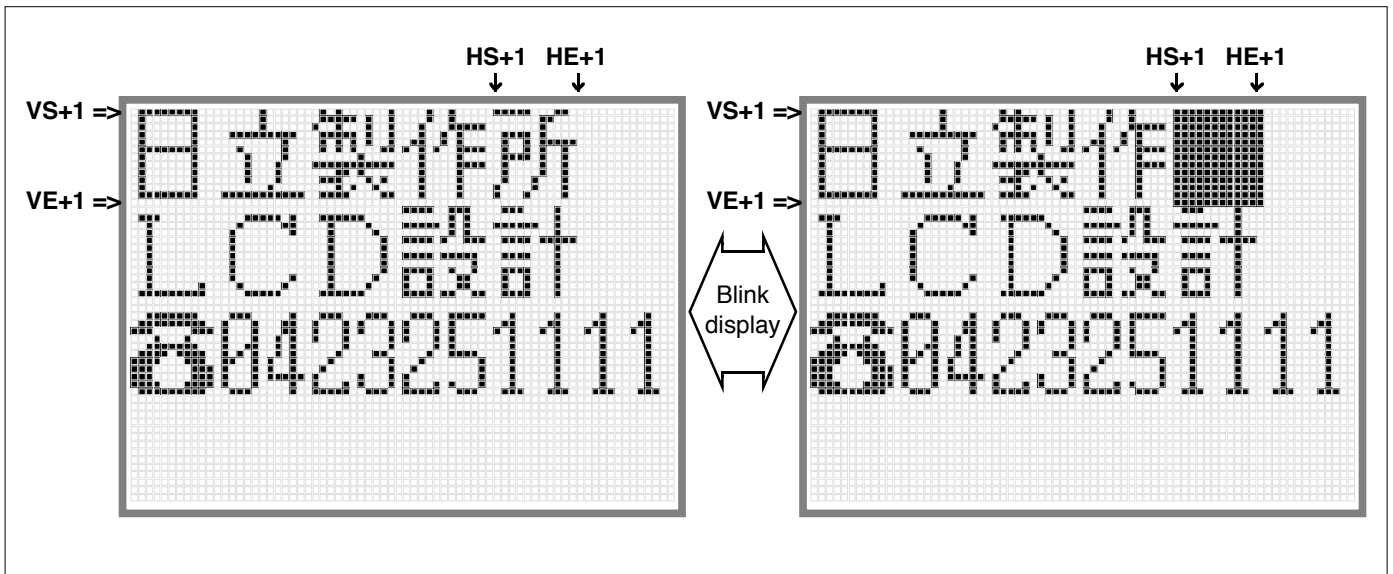 HS+1 HE+1 HS+1 HE+1
VS+1 => 日立製作所 VS+1 => 日立製作
VE+1 => VE+1 =>
LCD設計 Blink display LCD設計
☎0423251111 ☎0423251111